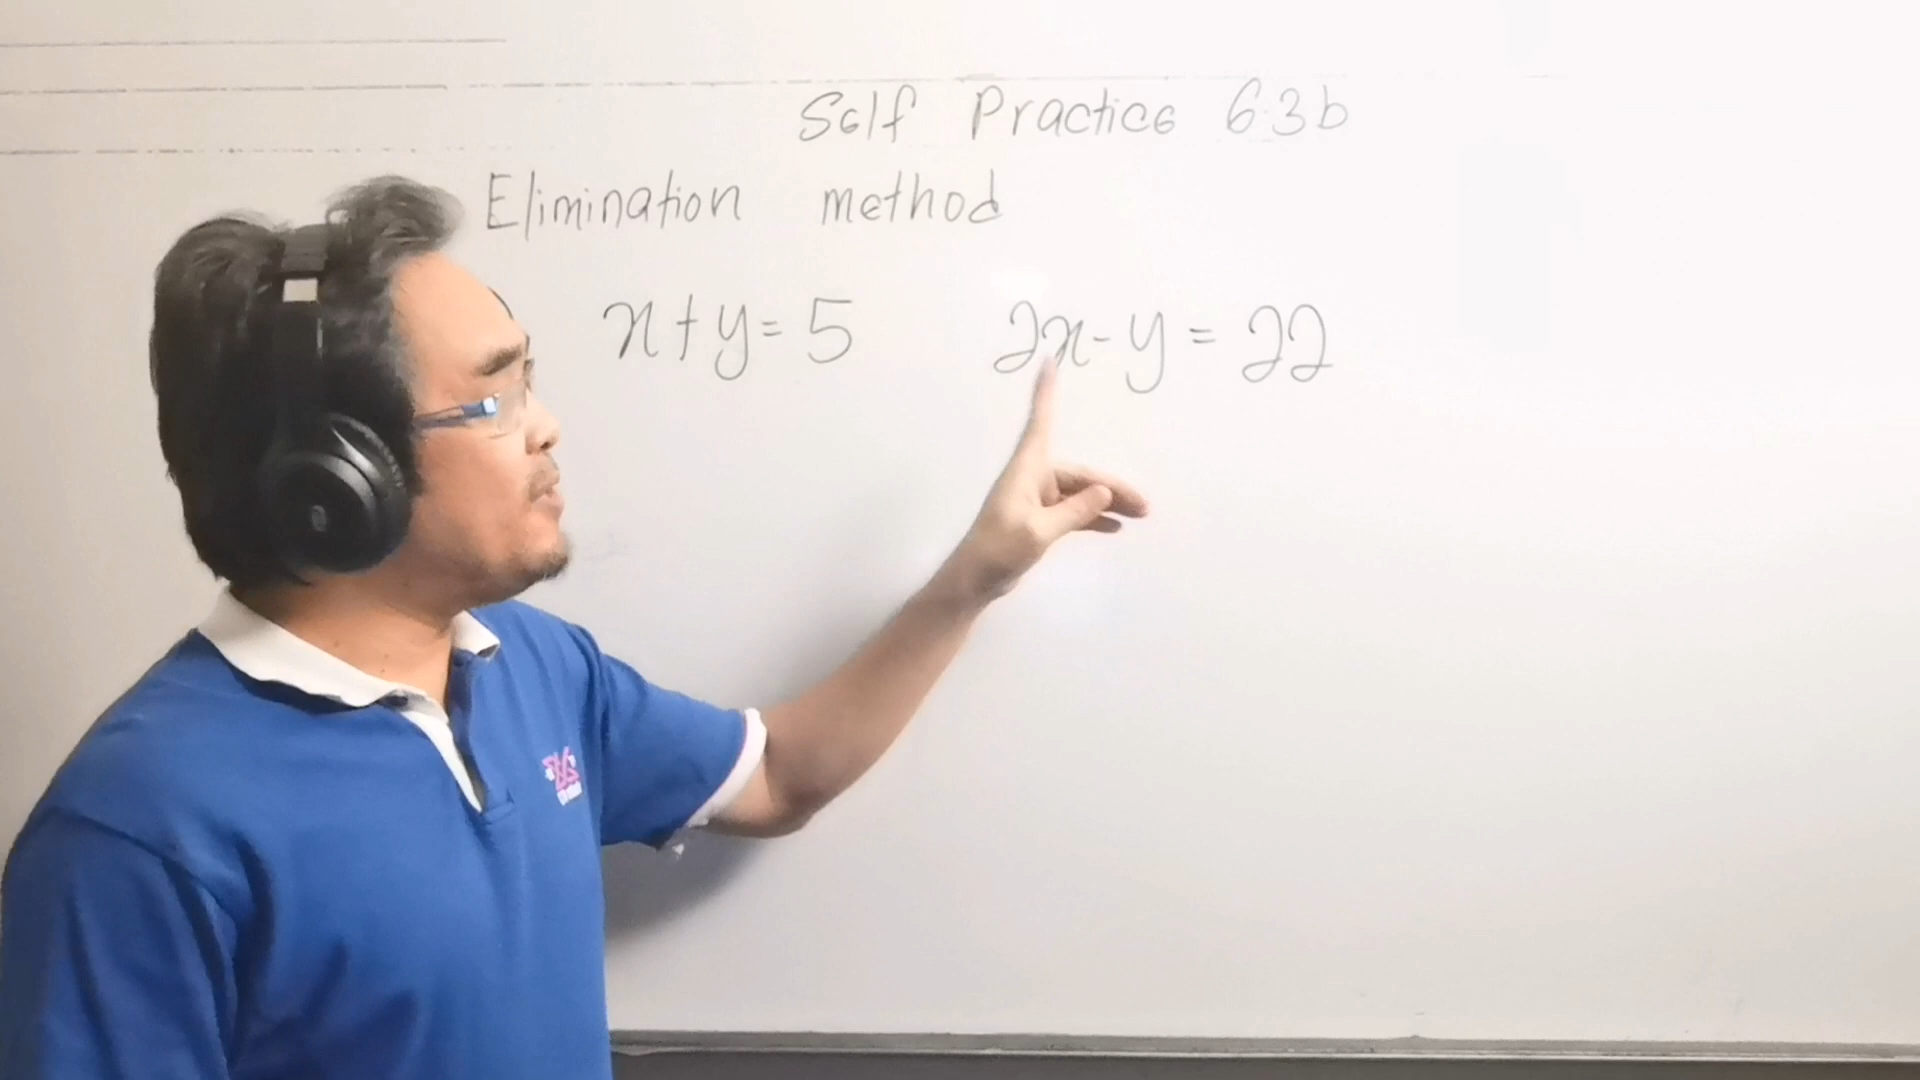 Self Practice 6.3b
Elimination method
) x+y=5 2x-y=22